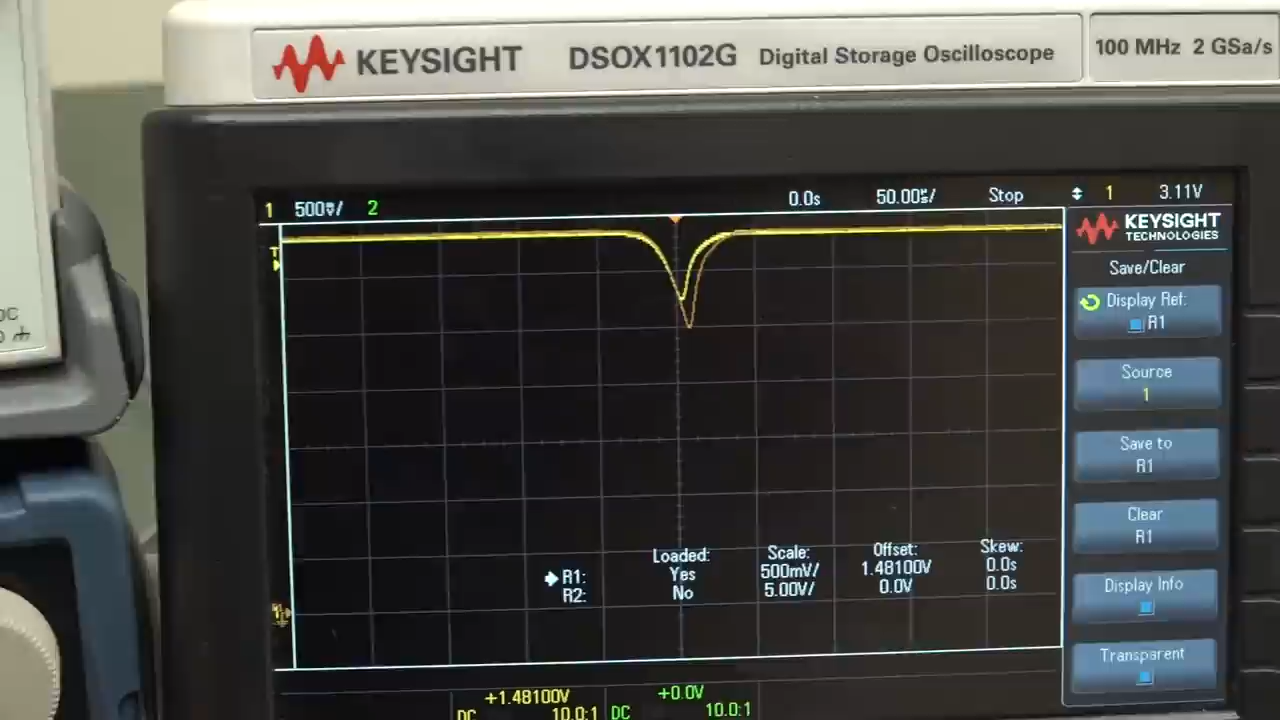 KEYSIGHT DSOX1102G Digital Storage Oscilloscope 100 MHz 2 GSa/s
1 500▽/ 2 0.0s 50.00㎲/ Stop 1 3.11V
KEYSIGHT
TECHNOLOGIES
Save/Clear
Display Ref:
R1
Source
1
Save to
R1
Clear
R1
Display Info
Transparent
T
Loaded: Scale: Offset: Skew:
R1: Yes 500mV/ 1.48100V 0.0s
R2: No 5.00V/ 0.0V 0.0s
+1.48100V +0.0V
DC 10.0:1 DC 10.0:1